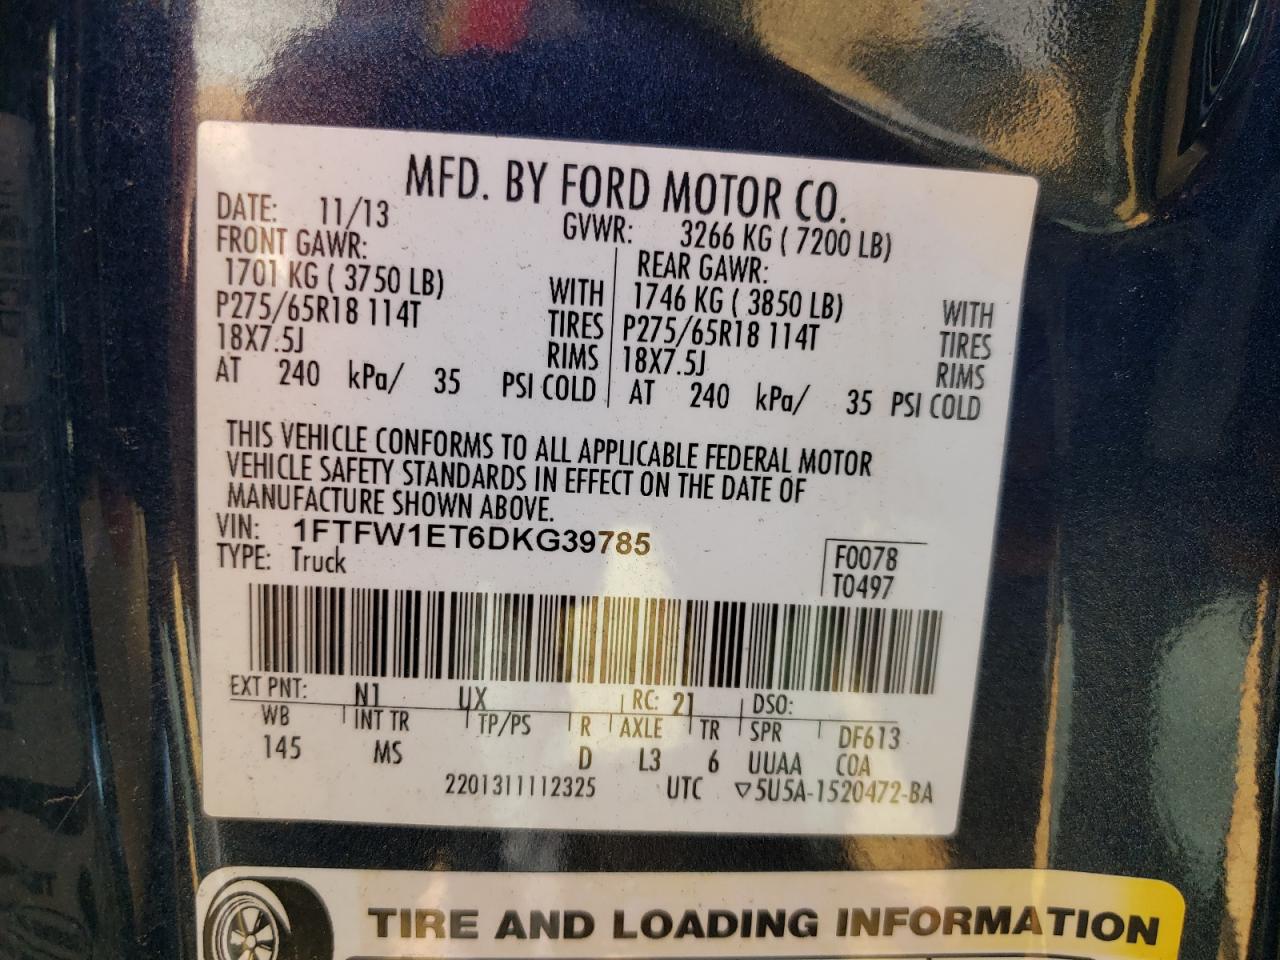 MFD. BY FORD MOTOR CO.
DATE: 11/13 GVWR: 3266 KG ( 7200 LB)
FRONT GAWR: REAR GAWR:
1701 KG ( 3750 LB) WITH 1746 KG ( 3850 LB) WITH
P275/65R18 114T TIRES P275/65R18 114T TIRES
18X7.5J RIMS 18X7.5J RIMS
AT 240 kPa/ 35 PSI COLD AT 240 kPa/ 35 PSI COLD
THIS VEHICLE CONFORMS TO ALL APPLICABLE FEDERAL MOTOR
VEHICLE SAFETY STANDARDS IN EFFECT ON THE DATE OF
MANUFACTURE SHOWN ABOVE.
VIN: 1FTFW1ET6DKG39785
TYPE: Truck
F0078
T0497
EXT PNT: N1 UX RC: 21 DSO:
WB INT TR TP/PS R AXLE TR SPR DF613
145 MS D L3 6 UUAA COA
2201311112325 UTC ▽5U5A-1520472-BA
TIRE AND LOADING INFORMATION